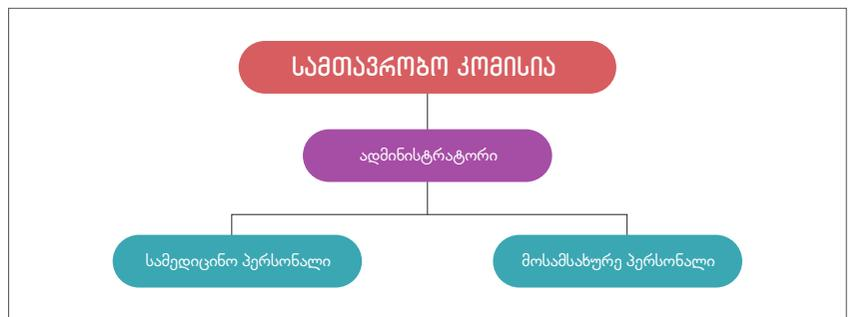 სამთავრობო კომისია
ადმინისტრატორი
სამედიცინო პერსონალი
მოსამსახურე პერსონალი